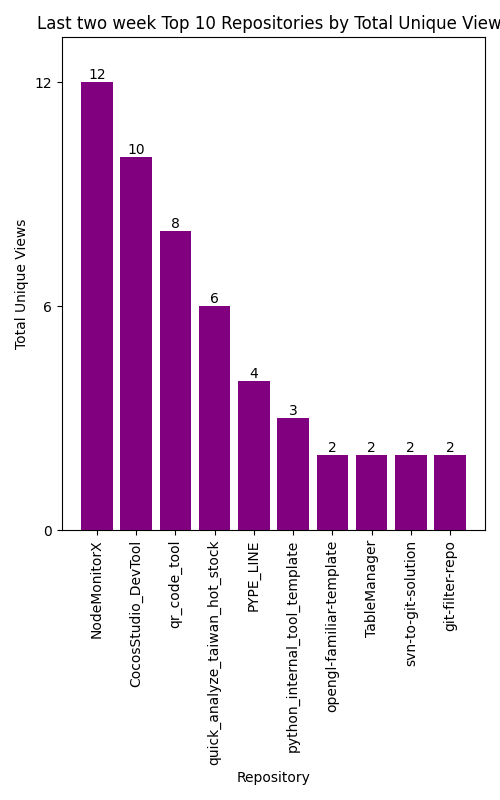 Last two week Top 10 Repositories by Total Unique View
12
10
8
6
4
3
2
2
2
2
12
6
0
Total Unique Views
NodeMonitorX
CocosStudio_DevTool
qr_code_tool
quick_analyze_taiwan_hot_stock
PYPE_LINE
python_internal_tool_template
opengl-familiar-template
TableManager
svn-to-git-solution
git-filter-repo
Repository